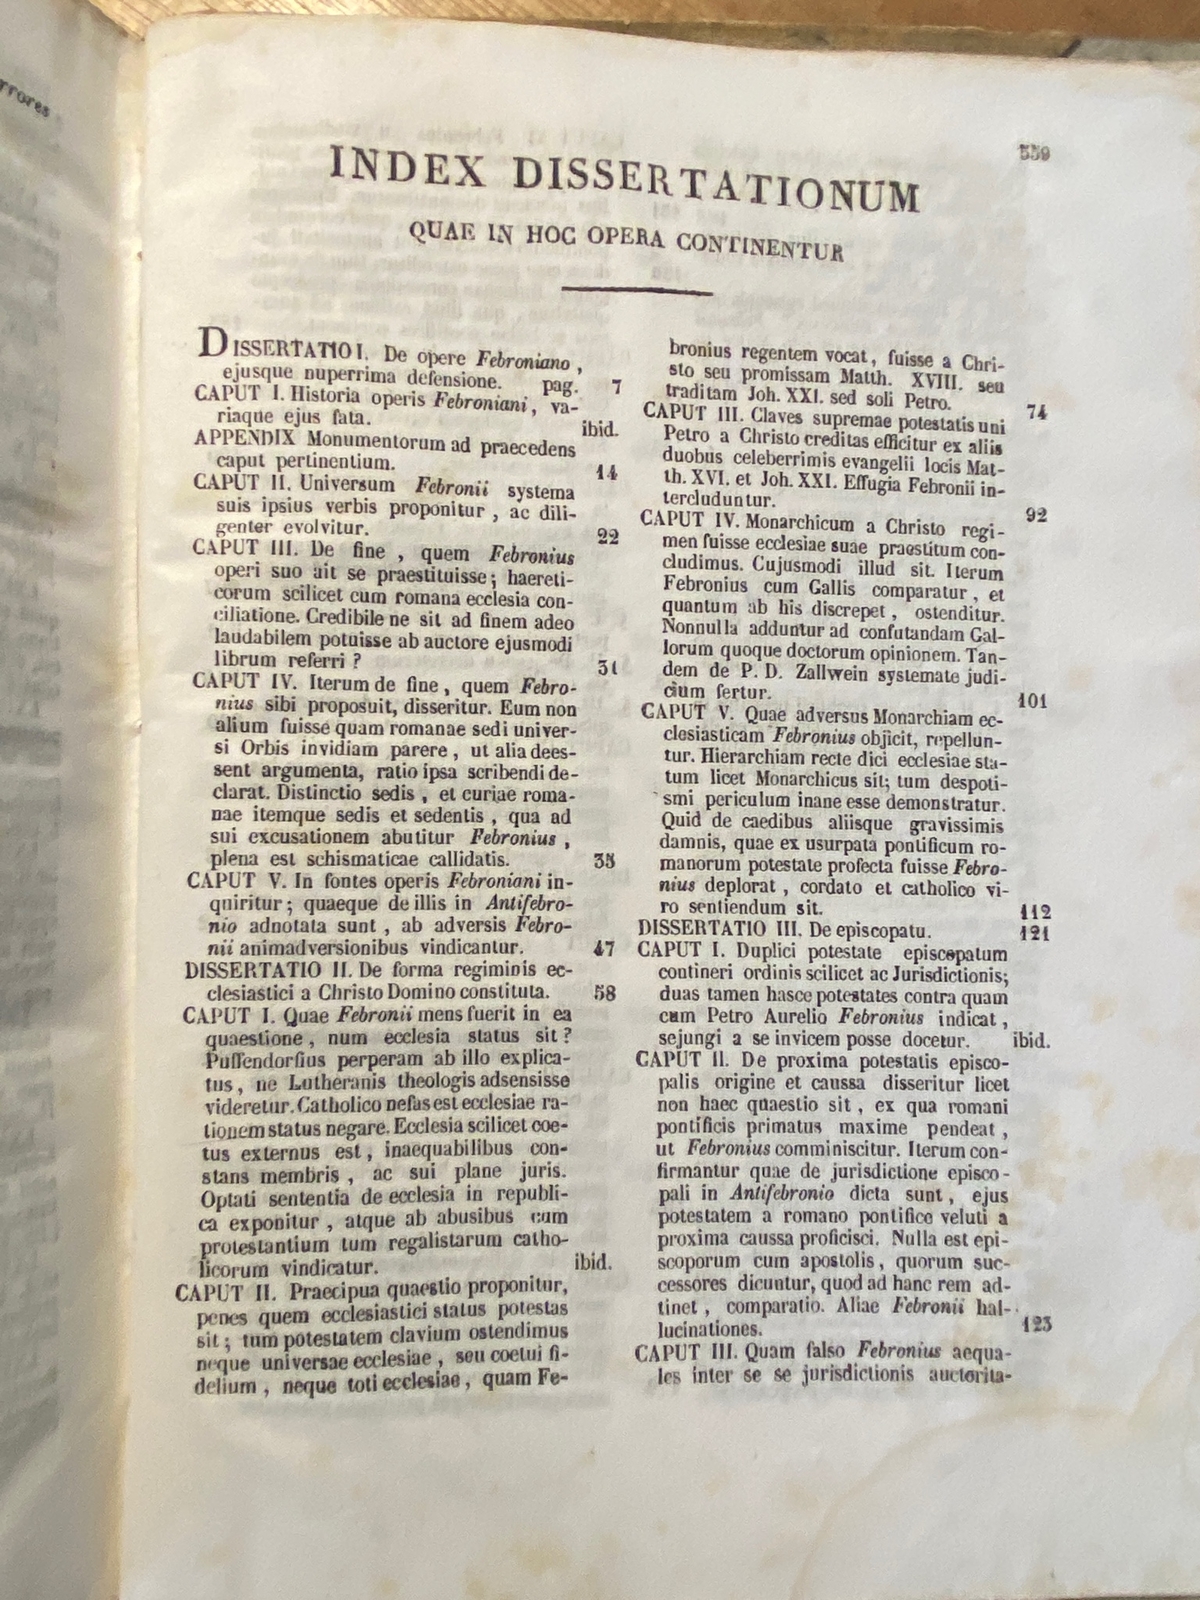 rrores
559
INDEX DISSERTATIONUM
QUAE IN HOC OPERA CONTINENTUR
DISSERTATIO I. De opere Febroniano,
ejusque nuperrima defensione. pag. 7
CAPUT I. Historia operis Febroniani, va-
riaque ejus fata. ibid.
APPENDIX Monumentorum ad praecedens
caput pertinentium. 14
CAPUT II. Universum Febronii systema
suis ipsius verbis proponitur, ac dili-
genter evolvitur. 22
CAPUT III. De fine, quem Febronius
operi suo ait se praestituisse; haereti-
corum scilicet cum romana ecclesia con-
ciliatione. Credibile ne sit ad finem adeo
laudabilem potuisse ab auctore ejusmodi
librum referri? 31
CAPUT IV. Iterum de fine, quem Febro-
nius sibi proposuit, disseritur. Eum non
alium fuisse quam romanae sedi univer-
si Orbis invidiam parere, ut alia dees-
sent argumenta, ratio ipsa scribendi de-
clarat. Distinctio sedis, et curiae roma-
nae itemque sedis et sedentis, qua ad
sui excusationem abutitur Febronius,
plena est schismaticae callidatis. 35
CAPUT V. In fontes operis Febroniani in-
quiritur; quaeque de illis in Antifebro-
nio adnotata sunt, ab adversis Febro-
nii animadversionibus vindicantur. 47
DISSERTATIO II. De forma regiminis ec-
clesiastici a Christo Domino constituta. 58
CAPUT I. Quae Febronii mens fuerit in ea
quaestione, num ecclesia status sit?
Puffendorfius perperam ab illo explica-
tus, ne Lutheranis theologis adsensisse
videretur. Catholico nefas est ecclesiae ra-
tionem status negare. Ecclesia scilicet coe-
tus externus est, inaequabilibus con-
stans membris, ac sui plane juris.
Optati sententia de ecclesia in republi-
ca exponitur, atque ab abusibus cum
protestantium tum regalistarum catho-
licorum vindicatur. ibid.
CAPUT II. Praecipua quaestio proponitur,
penes quem ecclesiastici status potestas
sit; tum potestatem clavium ostendimus
neque universae ecclesiae, seu coetui fi-
delium, neque toti ecclesiae, quam Fe-
bronius regentem vocat, fuisse a Chri-
sto seu promissam Matth. XVIII. seu
traditam Joh. XXI. sed soli Petro. 74
CAPUT III. Claves supremae potestatis uni
Petro a Christo creditas efficitur ex aliis
duobus celeberrimis evangelii locis Mat-
th. XVI. et Joh. XXI. Effugia Febronii in-
tercluduntur. 92
CAPUT IV. Monarchicum a Christo regi-
men fuisse ecclesiae suae praestitum con-
cludimus. Cujusmodi illud sit. Iterum
Febronius cum Gallis comparatur, et
quantum ab his discrepet, ostenditur.
Nonnulla adduntur ad confutandam Gal-
lorum quoque doctorum opinionem. Tan-
dem de P. D. Zallwein systemate judi-
cium fertur. 101
CAPUT V. Quae adversus Monarchiam ec-
clesiasticam Febronius objicit, repellun-
tur. Hierarchiam recte dici ecclesiae sta-
tum licet Monarchicus sit; tum despoti-
smi periculum inane esse demonstratur.
Quid de caedibus aliisque gravissimis
damnis, quae ex usurpata pontificum ro-
manorum potestate profecta fuisse Febro-
nius deplorat, cordato et catholico vi-
ro sentiendum sit. 112
DISSERTATIO III. De episcopatu. 121
CAPUT I. Duplici potestate episcopatum
contineri ordinis scilicet ac Jurisdictionis;
duas tamen hasce potestates contra quam
cum Petro Aurelio Febronius indicat,
sejungi a se invicem posse docetur. ibid.
CAPUT II. De proxima potestatis episco-
palis origine et caussa disseritur licet
non haec quaestio sit, ex qua romani
pontificis primatus maxime pendeat,
ut Febronius comminiscitur. Iterum con-
firmantur quae de jurisdictione episco-
pali in Antifebronio dicta sunt, ejus
potestatem a romano pontifice veluti a
proxima caussa proficisci. Nulla est epi-
scoporum cum apostolis, quorum suc-
cessores dicuntur, quod ad hanc rem ad-
tinet, comparatio. Aliae Febronii hal-
lucinationes. 123
CAPUT III. Quam falso Febronius aequa-
les inter se se jurisdictionis auctorita-